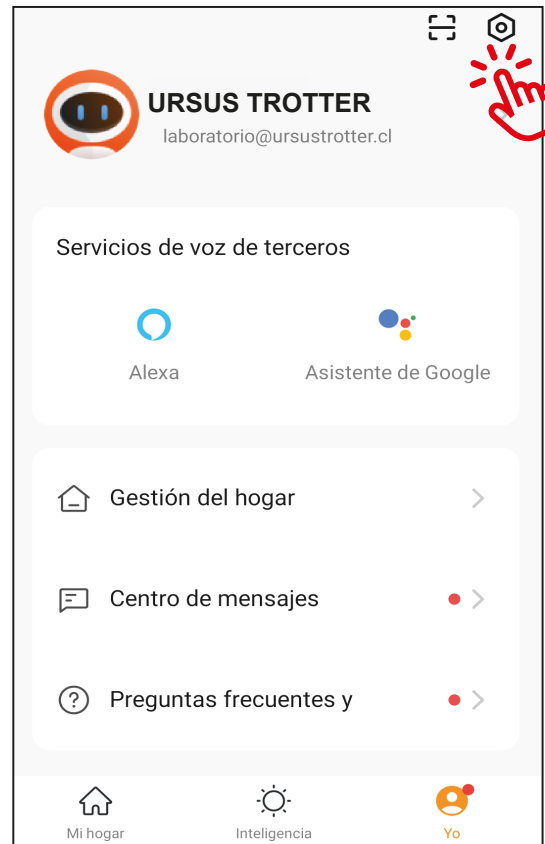 URSUS TROTTER
laboratorio@ursustrotter.cl
Servicios de voz de terceros
Alexa
Asistente de Google
Gestión del hogar
Centro de mensajes
Preguntas frecuentes y
Mi hogar
Inteligencia
Yo